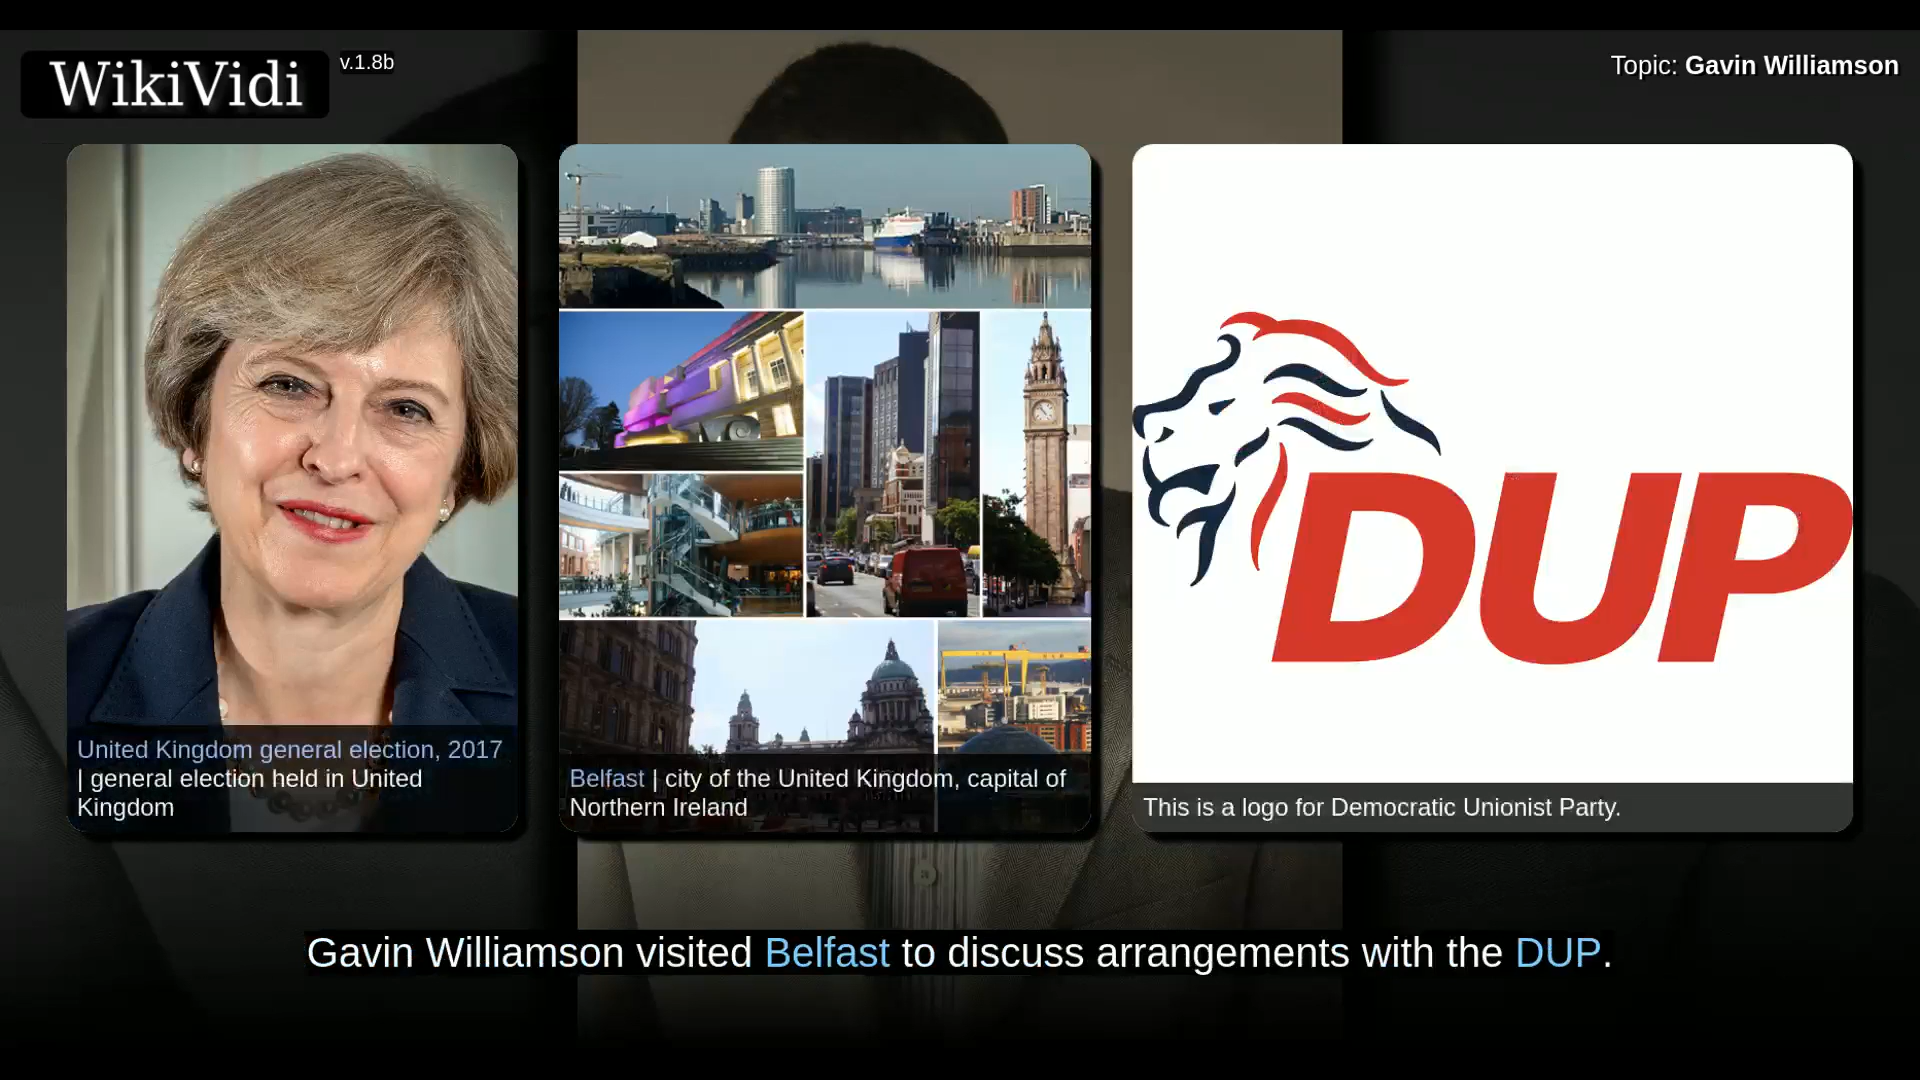 WikiVidi
v.1.8b
Topic: Gavin Williamson
United Kingdom general election, 2017
| general election held in United
Kingdom
Belfast | city of the United Kingdom, capital of
Northern Ireland
DUP
This is a logo for Democratic Unionist Party.
Gavin Williamson visited Belfast to discuss arrangements with the DUP.